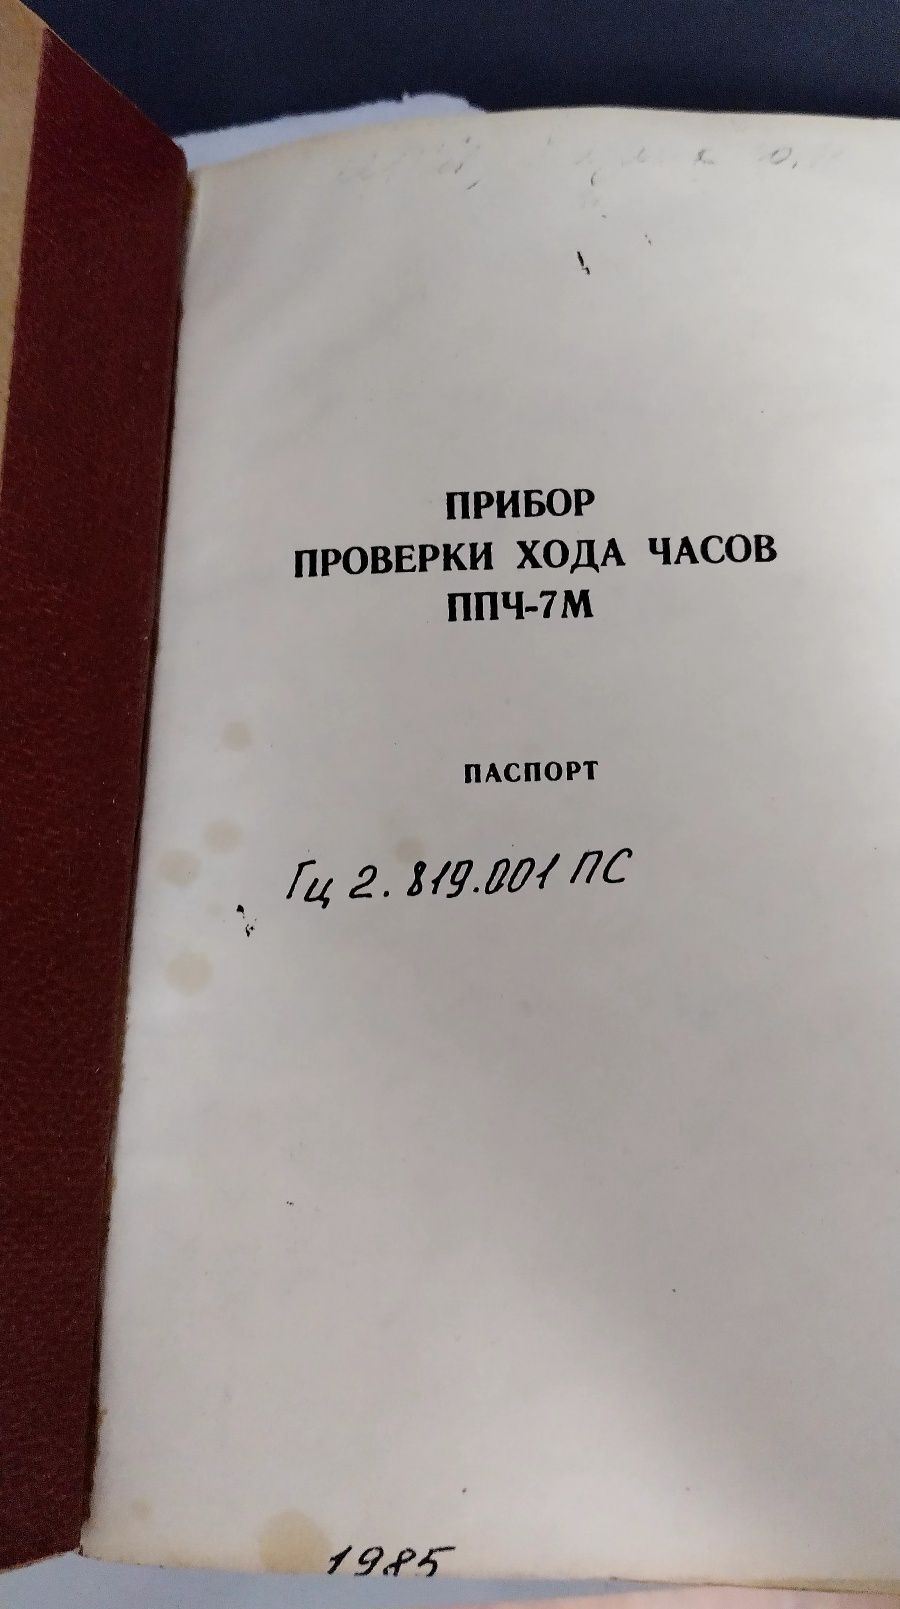 ПРИБОР
ПРОВЕРКИ ХОДА ЧАСОВ
ППЧ-7М
ПАСПОРТ
Гц 2.819.001 ПС
1985